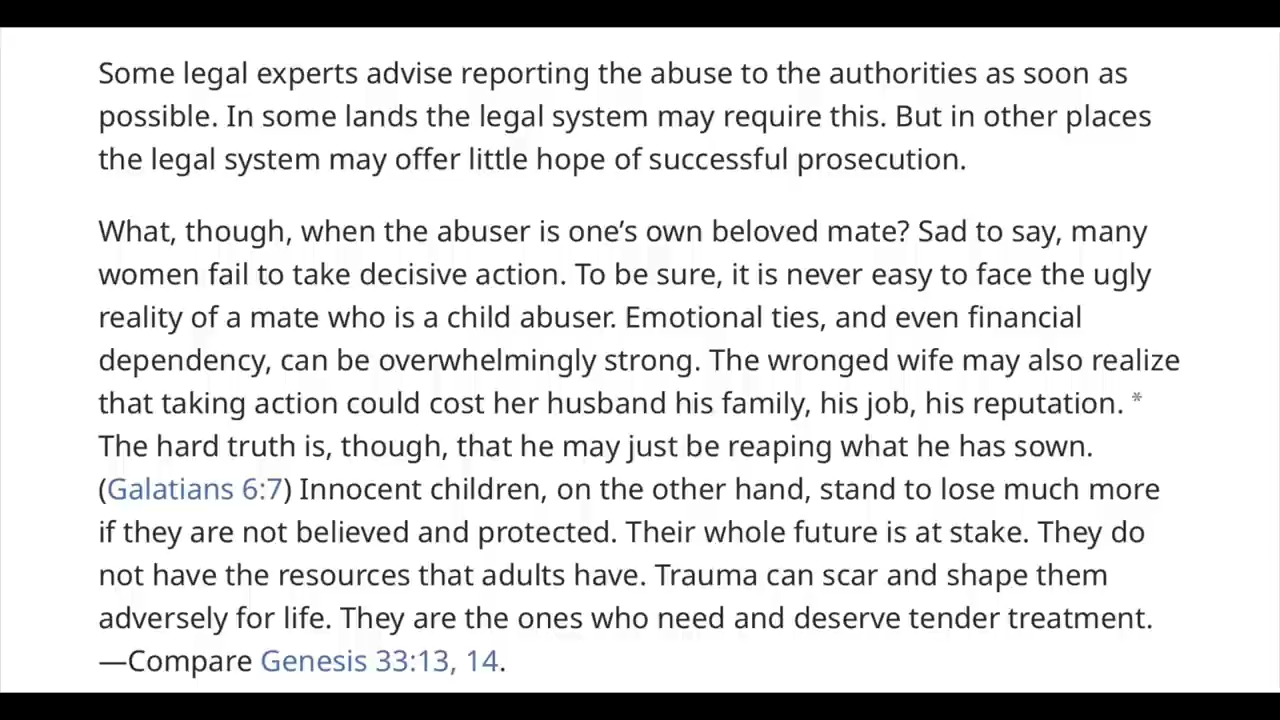 Some legal experts advise reporting the abuse to the authorities as soon as
possible. In some lands the legal system may require this. But in other places
the legal system may offer little hope of successful prosecution.
What, though, when the abuser is one’s own beloved mate? Sad to say, many
women fail to take decisive action. To be sure, it is never easy to face the ugly
reality of a mate who is a child abuser. Emotional ties, and even financial
dependency, can be overwhelmingly strong. The wronged wife may also realize
that taking action could cost her husband his family, his job, his reputation. *
The hard truth is, though, that he may just be reaping what he has sown.
(Galatians 6:7) Innocent children, on the other hand, stand to lose much more
if they are not believed and protected. Their whole future is at stake. They do
not have the resources that adults have. Trauma can scar and shape them
adversely for life. They are the ones who need and deserve tender treatment.
—Compare Genesis 33:13, 14.